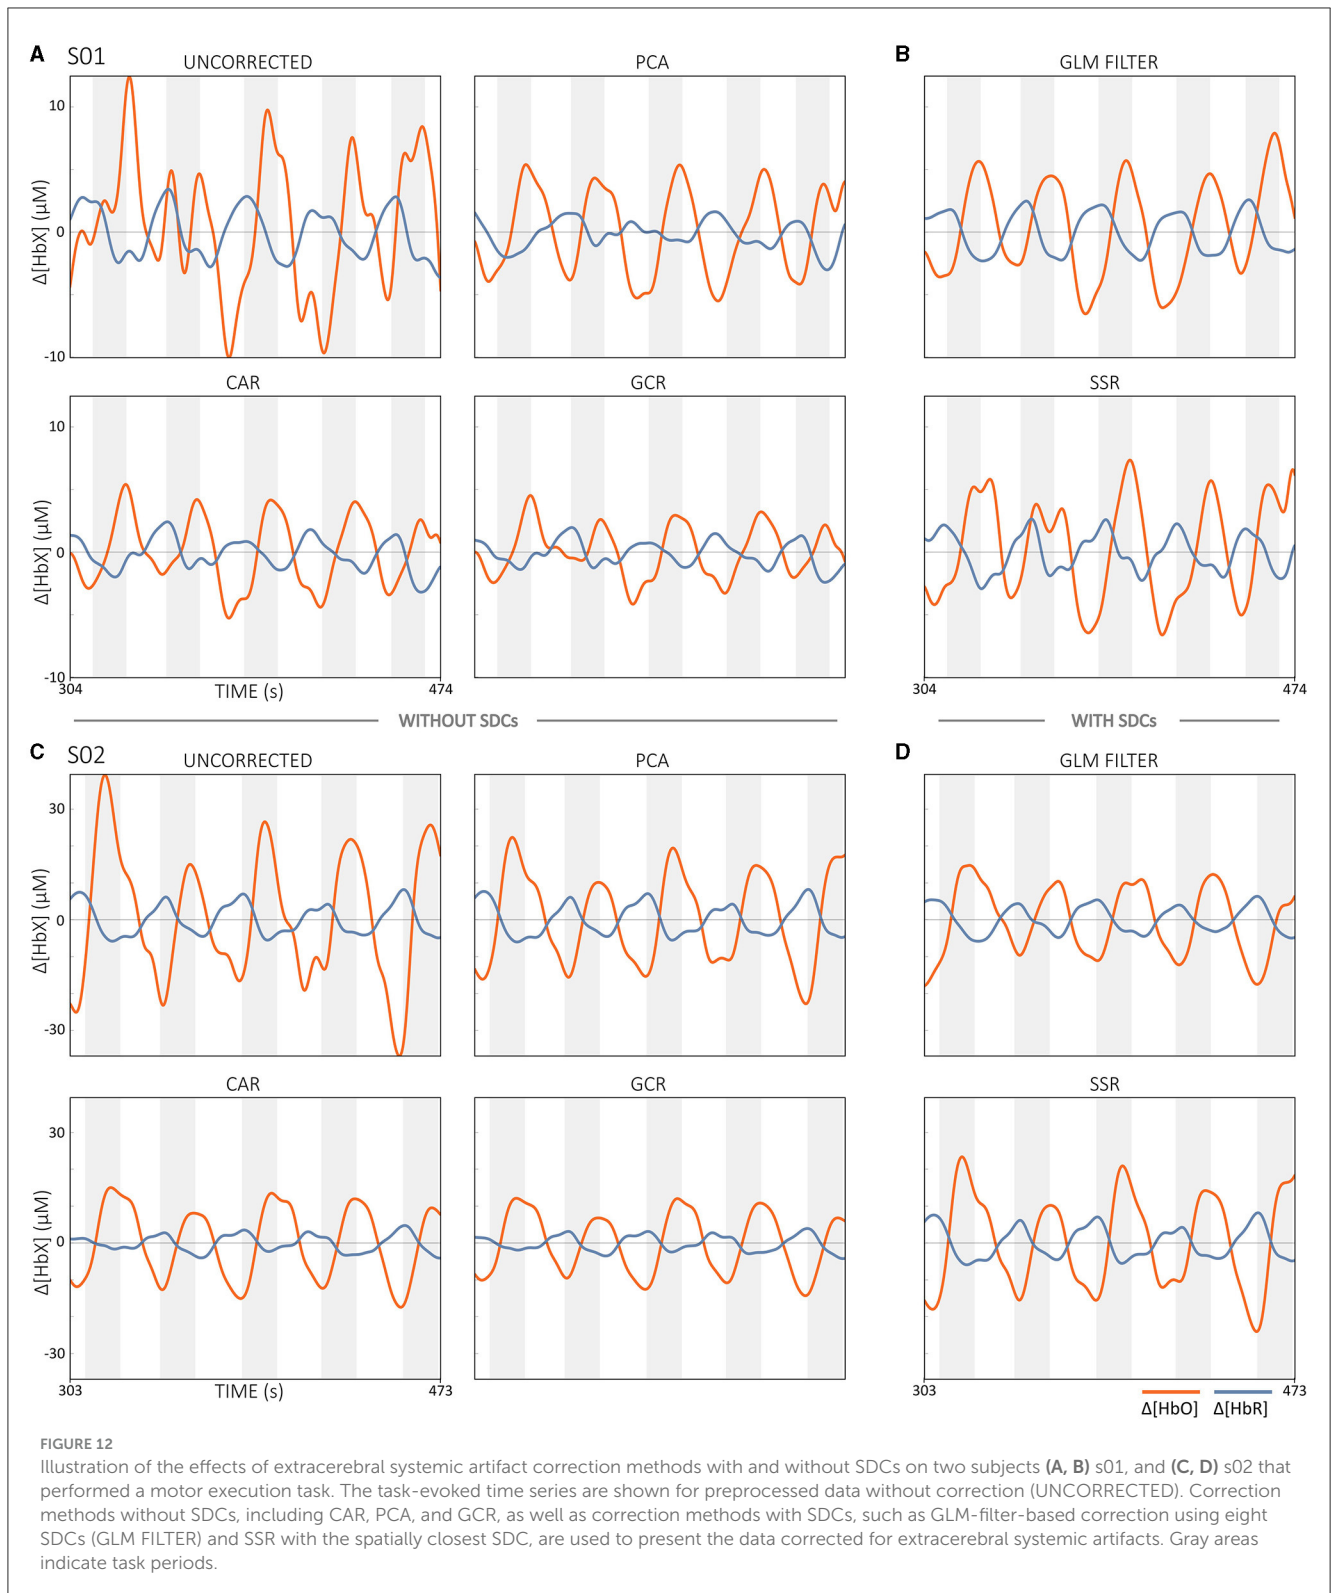 A S01
UNCORRECTED
PCA
B
GLM FILTER
10
0
-10
Δ[HbX] (µM)
CAR
GCR
SSR
10
0
-10
Δ[HbX] (µM)
304
TIME (s)
474
304
474
WITHOUT SDCs
WITH SDCs
C S02
UNCORRECTED
PCA
D
GLM FILTER
30
0
-30
Δ[HbX] (µM)
CAR
GCR
SSR
30
0
-30
Δ[HbX] (µM)
303
TIME (s)
473
303
473
Δ[HbO] Δ[HbR]
FIGURE 12
Illustration of the effects of extracerebral systemic artifact correction methods with and without SDCs on two subjects (A, B) s01, and (C, D) s02 that
performed a motor execution task. The task-evoked time series are shown for preprocessed data without correction (UNCORRECTED). Correction
methods without SDCs, including CAR, PCA, and GCR, as well as correction methods with SDCs, such as GLM-filter-based correction using eight
SDCs (GLM FILTER) and SSR with the spatially closest SDC, are used to present the data corrected for extracerebral systemic artifacts. Gray areas
indicate task periods.